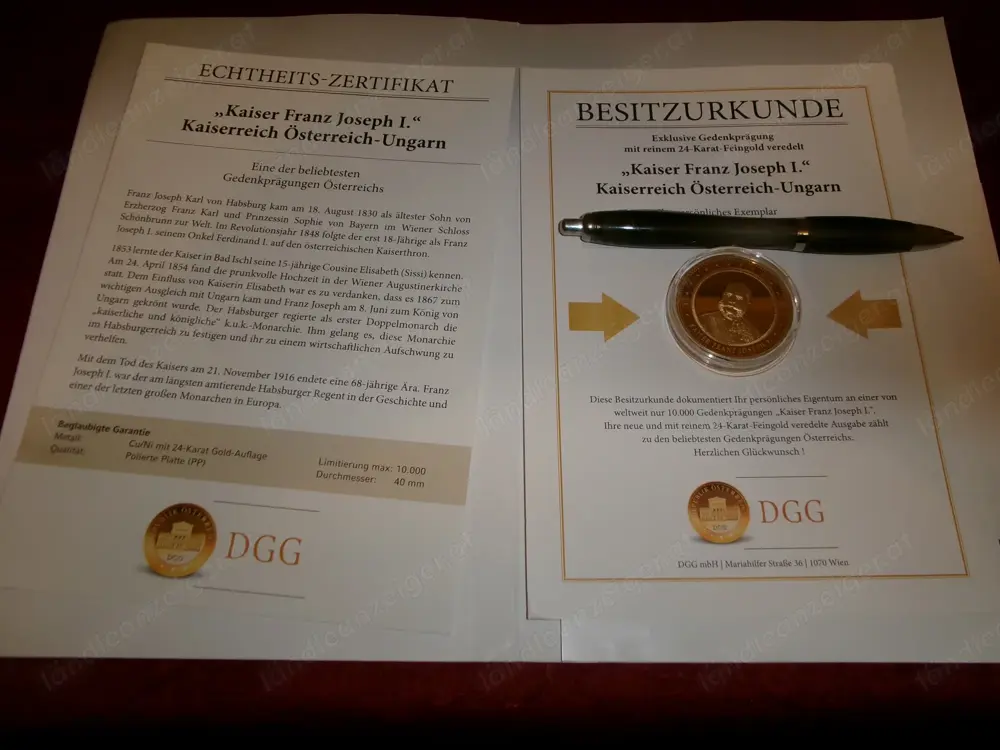 ECHTHEITS-ZERTIFIKAT
„Kaiser Franz Joseph I.“
Kaiserreich Österreich-Ungarn
Eine der beliebtesten
Gedenkprägungen Österreichs
Franz Joseph Karl von Habsburg kam am 18. August 1830 als ältester Sohn von
Erzherzog Franz Karl und Prinzessin Sophie von Bayern im Wiener Schloss
Schönbrunn zur Welt. Im Revolutionsjahr 1848 folgte der erst 18-Jährige als Franz
Joseph I. seinem Onkel Ferdinand I. auf den österreichischen Kaiserthron.
1853 lernte der Kaiser in Bad Ischl seine 15-jährige Cousine Elisabeth (Sissi) kennen.
Am 24. April 1854 fand die prunkvolle Hochzeit in der Wiener Augustinerkirche
statt. Dem Einfluss von Kaiserin Elisabeth war es zu verdanken, dass es 1867 zum
wichtigen Ausgleich mit Ungarn kam und Franz Joseph am 8. Juni zum König von
Ungarn gekrönt wurde. Der Habsburger regierte als erster Doppelmonarch die
„kaiserliche und königliche“ k.u.k.-Monarchie. Ihm gelang es, diese Monarchie
im Habsburgerreich zu festigen und ihr zu einem wirtschaftlichen Aufschwung zu
verhelfen.
Mit dem Tod des Kaisers am 21. November 1916 endete eine 68-jährige Ära. Franz
Joseph I. war der am längsten amtierende Habsburger Regent in der Geschichte und
einer der letzten großen Monarchen in Europa.
Beglaubigte Garantie
Metall: Cu/Ni mit 24-Karat Gold-Auflage
Qualität: Polierte Platte (PP)
Limitierung max: 10.000
Durchmesser: 40 mm
DGG
DGG
BESITZURKUNDE
Exklusive Gedenkprägung
mit reinem 24-Karat-Feingold veredelt
„Kaiser Franz Joseph I.“
Kaiserreich Österreich-Ungarn
persönliches Exemplar
KAISER FRANZ JOSEPH I.
Diese Besitzurkunde dokumentiert Ihr persönliches Eigentum an einer von
weltweit nur 10.000 Gedenkprägungen „Kaiser Franz Joseph I.“.
Ihre neue und mit reinem 24-Karat-Feingold veredelte Ausgabe zählt
zu den beliebtesten Gedenkprägungen Österreichs.
Herzlichen Glückwunsch !
DGG
DGG
DGG mbH | Mariahilfer Straße 36 | 1070 Wien
landleanzeiger.at